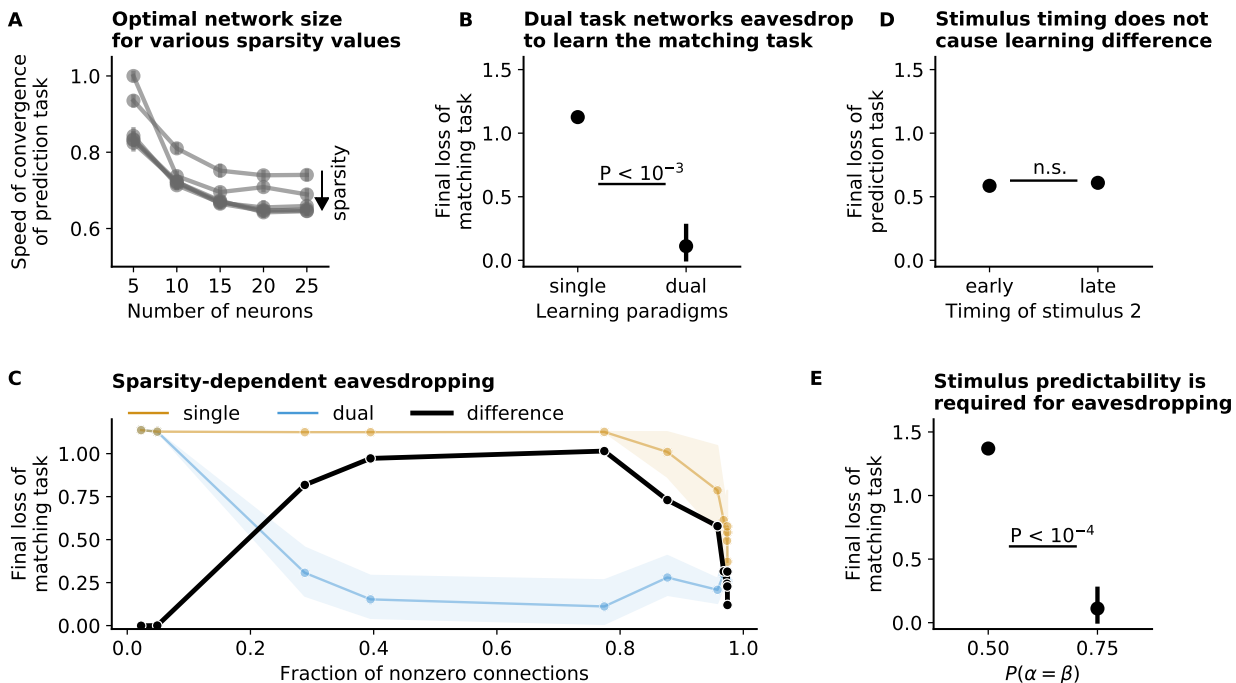 A
Optimal network size
for various sparsity values
Speed of convergence
of prediction task
1.0
0.8
0.6
sparsity
5 10 15 20 25
Number of neurons
B
Dual task networks eavesdrop
to learn the matching task
Final loss of
matching task
1.5
1.0
0.5
0.0
P < 10⁻³
single dual
Learning paradigms
D
Stimulus timing does not
cause learning difference
Final loss of
prediction task
1.5
1.0
0.5
0.0
n.s.
early late
Timing of stimulus 2
C
Sparsity-dependent eavesdropping
single dual difference
Final loss of
matching task
1.00
0.75
0.50
0.25
0.00
0.0 0.2 0.4 0.6 0.8 1.0
Fraction of nonzero connections
E
Stimulus predictability is
required for eavesdropping
Final loss of
matching task
1.5
1.0
0.5
0.0
P < 10⁻⁴
0.50 0.75
P(α = β)